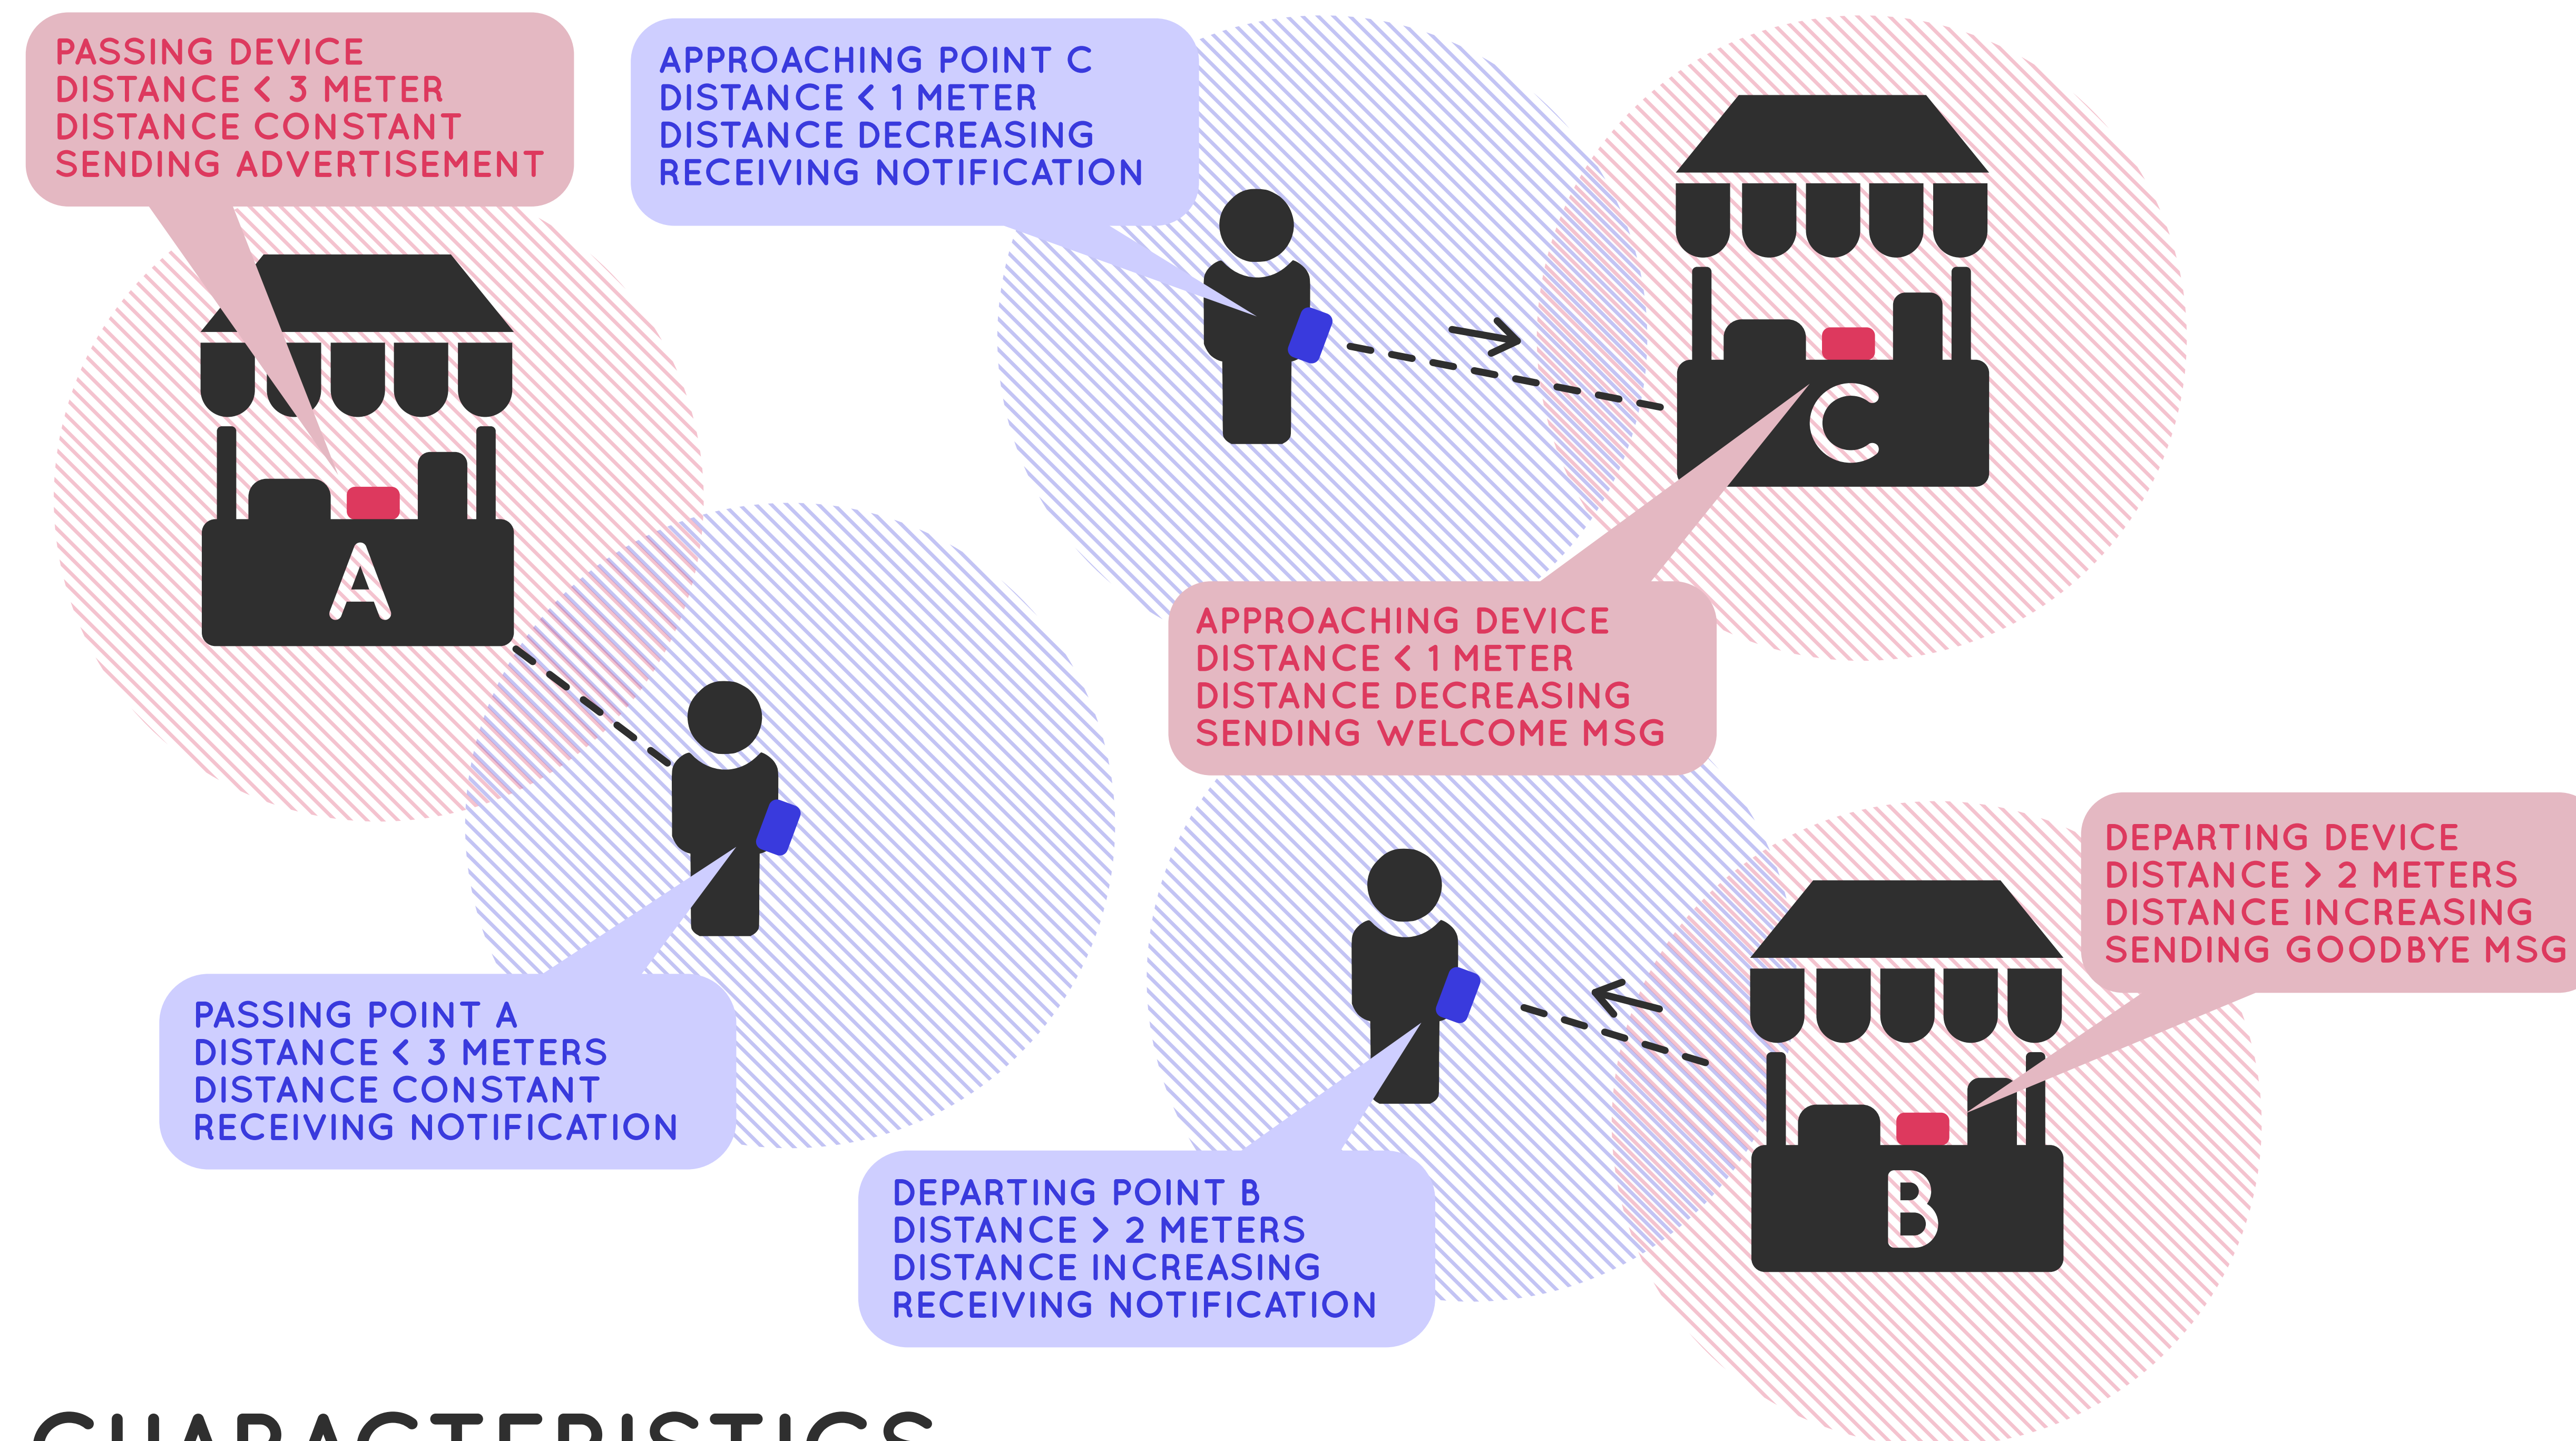 PASSING DEVICE
DISTANCE < 3 METER
DISTANCE CONSTANT
SENDING ADVERTISEMENT
APPROACHING POINT C
DISTANCE < 1 METER
DISTANCE DECREASING
RECEIVING NOTIFICATION
C
A
APPROACHING DEVICE
DISTANCE < 1 METER
DISTANCE DECREASING
SENDING WELCOME MSG
DEPARTING DEVICE
DISTANCE > 2 METERS
DISTANCE INCREASING
SENDING GOODBYE MSG
PASSING POINT A
DISTANCE < 3 METERS
DISTANCE CONSTANT
RECEIVING NOTIFICATION
DEPARTING POINT B
DISTANCE > 2 METERS
DISTANCE INCREASING
RECEIVING NOTIFICATION
B
CHARACTERISTICS